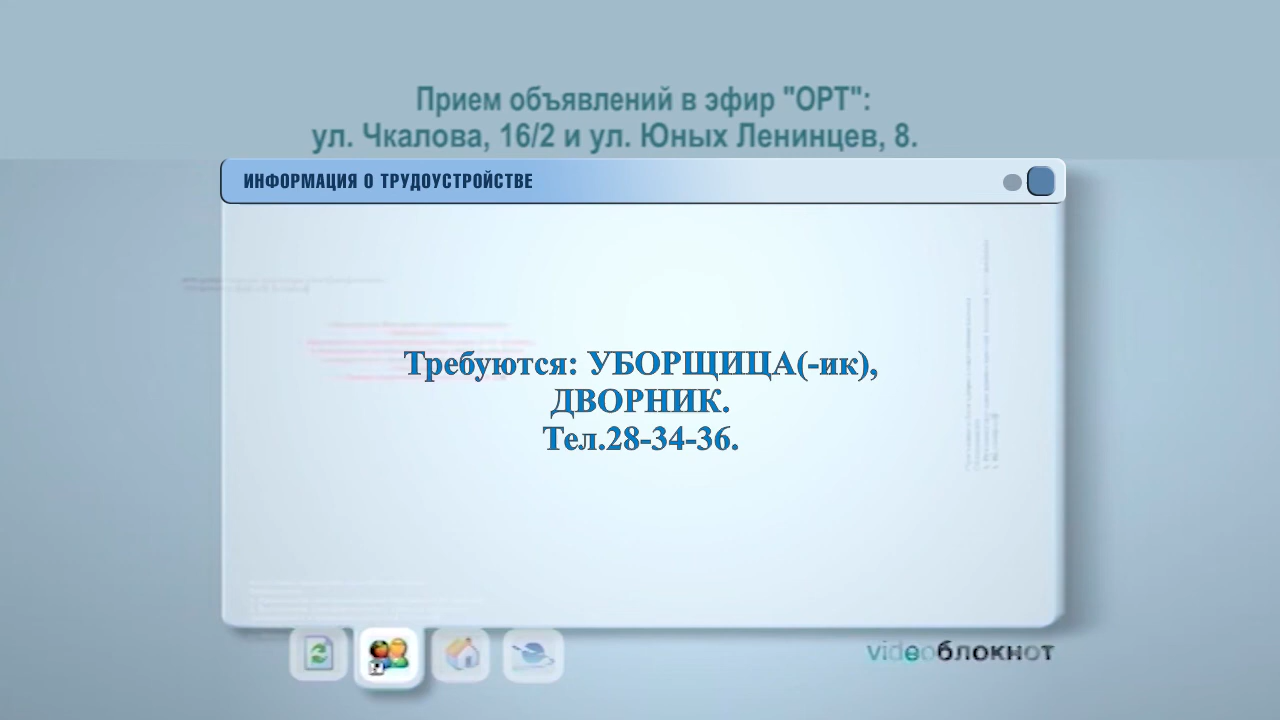 Прием объявлений в эфир "ОРТ":
ул. Чкалова, 16/2 и ул. Юных Ленинцев, 8.
ИНФОРМАЦИЯ О ТРУДОУСТРОЙСТВЕ
Требуются: УБОРЩИЦА(-ик),
ДВОРНИК.
Тел.28-34-36.
videoблокнот